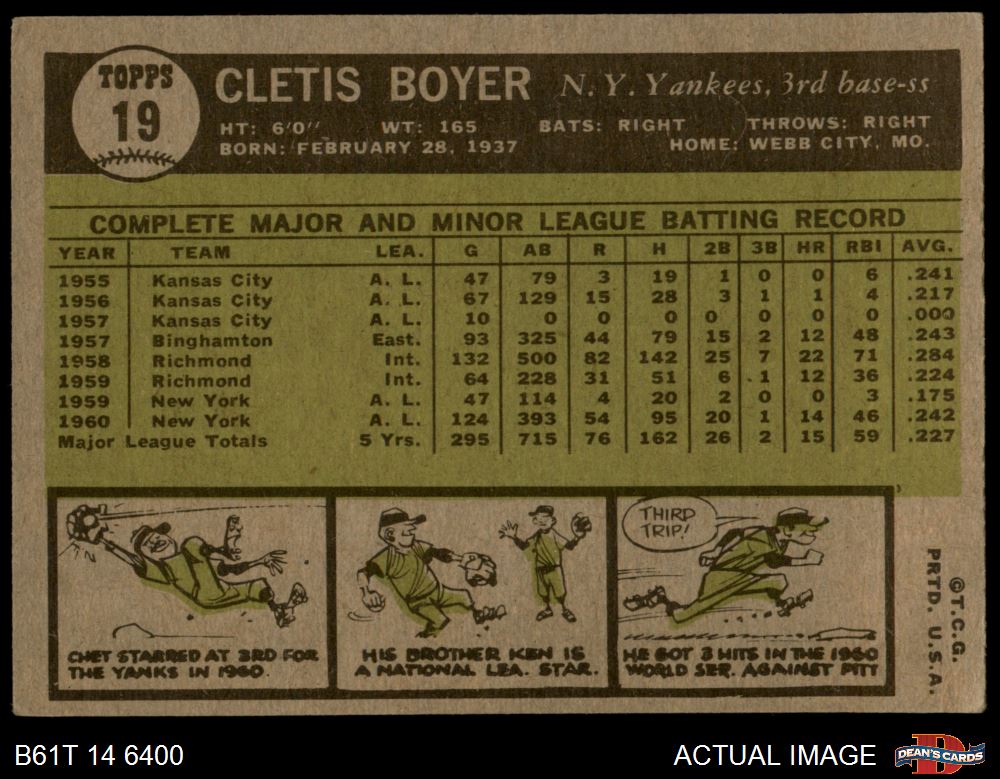 TOPPS
19
CLETIS BOYER N. Y. Yankees, 3rd base-ss
HT: 6'0" WT: 165 BATS: RIGHT THROWS: RIGHT
BORN: FEBRUARY 28, 1937 HOME: WEBB CITY, MO.
COMPLETE MAJOR AND MINOR LEAGUE BATTING RECORD
YEAR TEAM LEA. G AB R H 2B 3B HR RBI AVG.
1955 Kansas City A. L. 47 79 3 19 1 0 0 6 .241
1956 Kansas City A. L. 67 129 15 28 3 1 1 4 .217
1957 Kansas City A. L. 10 0 0 0 0 0 0 0 .000
1957 Binghamton East. 93 325 44 79 15 2 12 48 .243
1958 Richmond Int. 132 500 82 142 25 7 22 71 .284
1959 Richmond Int. 64 228 31 51 6 1 12 36 .224
1959 New York A. L. 47 114 4 20 2 0 0 3 .175
1960 New York A. L. 124 393 54 95 20 1 14 46 .242
Major League Totals 5 Yrs. 295 715 76 162 26 2 15 59 .227
CHET STARRED AT 3RD FOR
THE YANKS IN 1960.
HIS BROTHER KEN IS
A NATIONAL LEA. STAR.
THIRD
TRIP!
HE GOT 3 HITS IN THE 1960
WORLD SER. AGAINST PITT
©T.C.G.
PRTD. U.S.A.
B61T 14 6400
ACTUAL IMAGE
D
DEAN'S CARDS